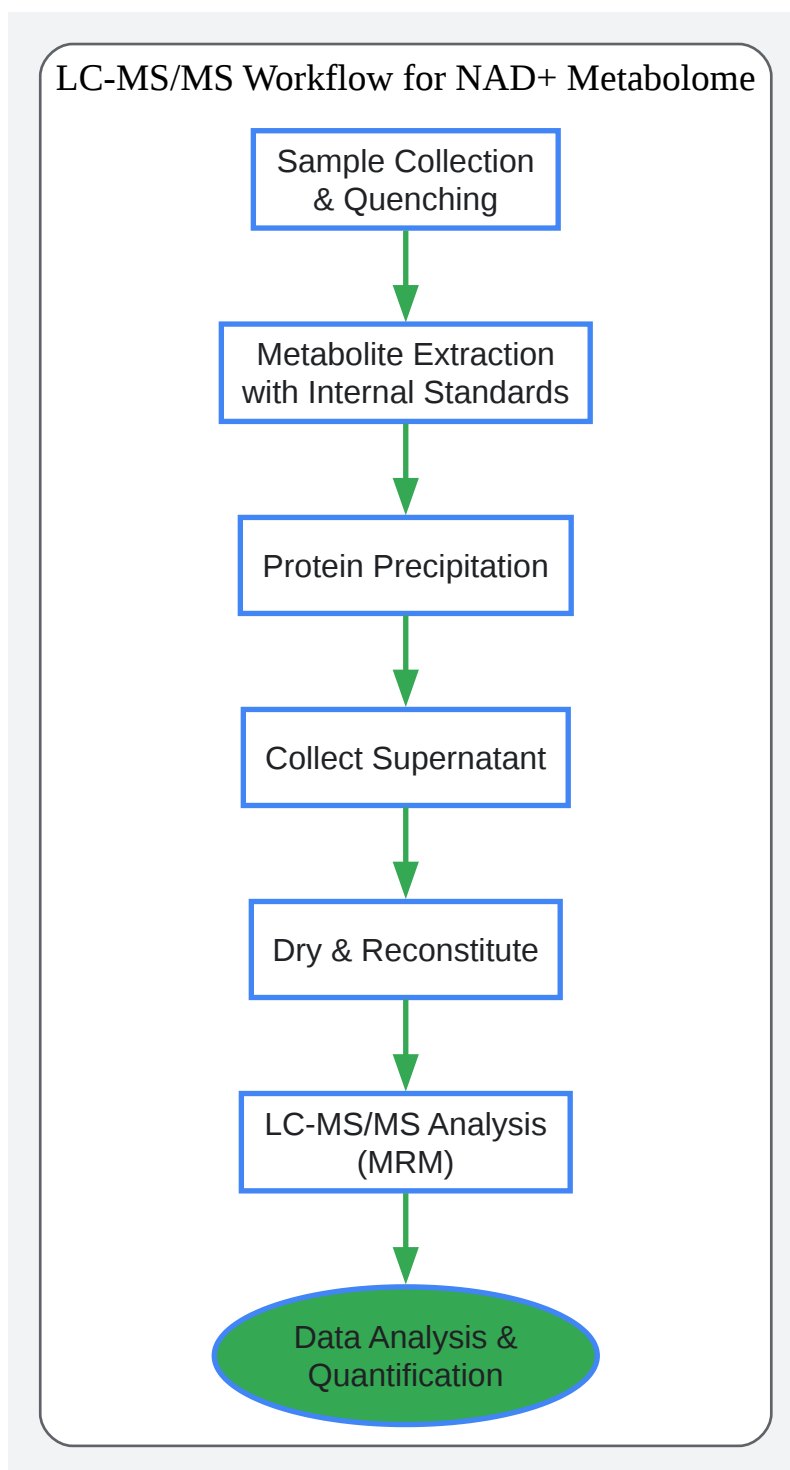 LC-MS/MS Workflow for NAD+ Metabolome
Sample Collection
& Quenching
Metabolite Extraction
with Internal Standards
Protein Precipitation
Collect Supernatant
Dry & Reconstitute
LC-MS/MS Analysis
(MRM)
Data Analysis &
Quantification